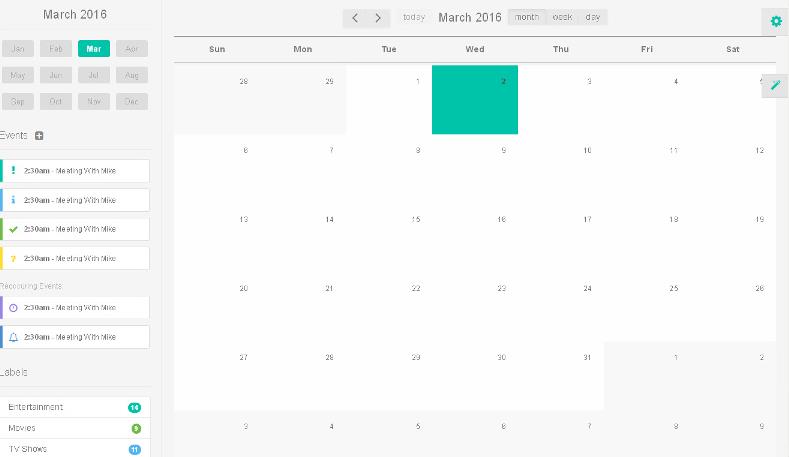 March 2016
Jan Feb Mar Apr
May Jun Jul Aug
Sep Oct Nov Dec
Events
2:30am - Meeting With Mike
2:30am - Meeting With Mike
2:30am - Meeting With Mike
2:30am - Meeting With Mike
Reccouring Events
2:30am - Meeting With Mike
2:30am - Meeting With Mike
Labels
Entertainment 14
Movies 9
TV Shows 11
today March 2016 month week day
Sun Mon Tue Wed Thu Fri Sat
28 29 1 2 3 4
6 7 8 9 10 11 12
13 14 15 16 17 18 19
20 21 22 23 24 25 26
27 28 29 30 31 1 2
3 4 5 6 7 8 9